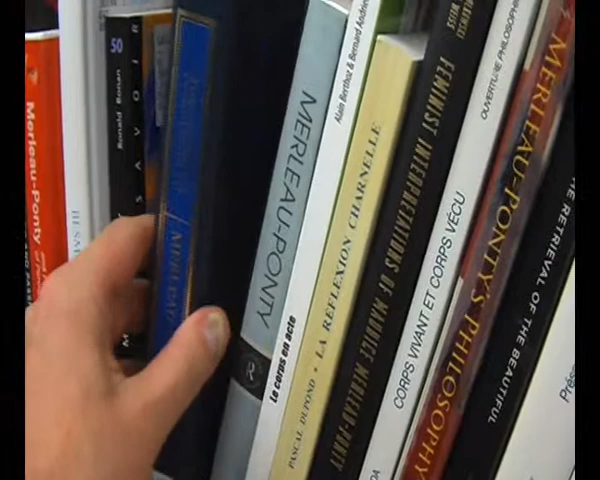 Merleau-Ponty
50
Ronald Bonan
SAVOIR
MERLEAU-PONTY
Alain Berthoz & Bernard Andrieu
Le corps en acte
PASCAL DUPOND · LA RÉFLEXION CHARNELLE
FEMINIST INTERPRETATIONS OF MAURICE MERLEAU-PONTY
WEISS
OUVERTURE PHILOSOPHIQUE
CORPS VIVANT ET CORPS VÉCU
MERLEAU-PONTY'S PHILOSOPHY
THE RETRIEVAL OF THE BEAUTIFUL